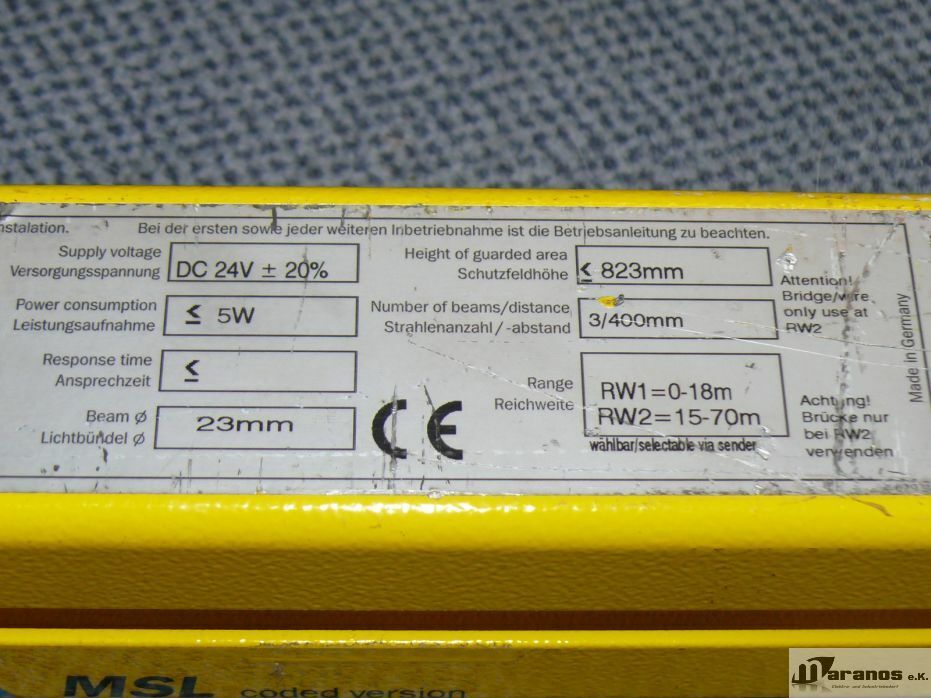 nstalation. Bei der ersten sowie jeder weiteren Inbetriebnahme ist die Betriebsanleitung zu beachten.
Supply voltage
Versorgungsspannung
DC 24V ± 20%
Height of guarded area
Schutzfeldhöhe
≤ 823mm
Power consumption
Leistungsaufnahme
≤ 5W
Number of beams/distance
Strahlenanzahl/-abstand
3/400mm
Attention!
Bridge/wire
only use at
RW2
Response time
Ansprechzeit
≤
Range
Reichweite
RW1=0-18m
RW2=15-70m
wählbar/selectable via sender
Beam ø
Lichtbündel ø
23mm
CE
Achtung!
Brücke nur
bei RW2
verwenden
Made in Germany
MSL coded version
Maranos e.K.
Elektro- und Industriebedarf